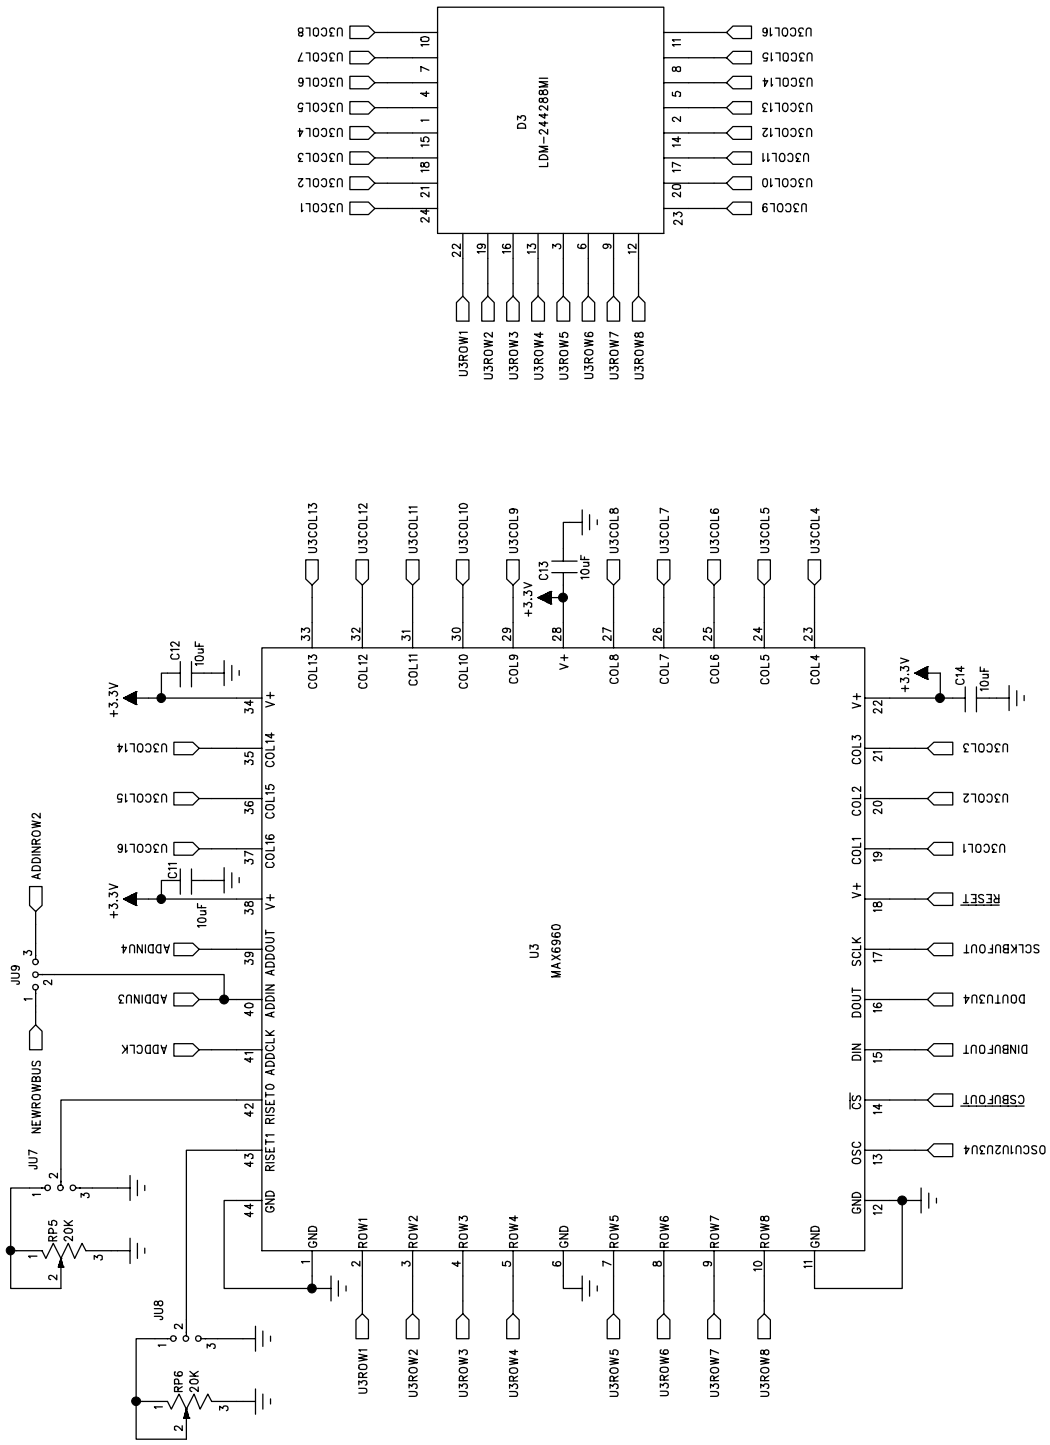 U3COL8
10
U3COL7
7
U3COL6
4
U3COL5
1
U3COL4
15
U3COL3
18
U3COL2
21
U3COL1
24
D3
LDM-24428BMI
11
U3COL16
8
U3COL15
5
U3COL14
2
U3COL13
14
U3COL12
17
U3COL11
20
U3COL10
23
U3COL9
22
U3ROW1
19
U3ROW2
16
U3ROW3
13
U3ROW4
3
U3ROW5
6
U3ROW6
9
U3ROW7
12
U3ROW8
U3COL13
33
COL13
U3COL12
32
COL12
U3COL11
31
COL11
U3COL10
30
COL10
U3COL9
29
COL9
+3.3V
C13
10uF
28
V+
U3COL8
27
COL8
U3COL7
26
COL7
U3COL6
25
COL6
U3COL5
24
COL5
U3COL4
23
COL4
+3.3V
C12
10uF
34
V+
U3COL14
35
COL14
U3COL15
36
COL15
U3COL16
37
COL16
+3.3V
C11
10uF
38
V+
ADDINU4
39
ADDOUT
ADDINU3
40
ADDIN
ADDCLK
41
ADDCLK
42
RISET0
43
RISET1
44
GND
ADDINROW2
3
JU9
2
1
NEWROWBUS
JU7
1
2
3
RP5
20K
1
2
3
JU8
1
2
3
RP6
20K
1
2
3
U3
MAX6960
+3.3V
C14
10uF
V+
22
COL3
21
U3COL3
COL2
20
U3COL2
COL1
19
U3COL1
V+
18
RESET
SCLK
17
SCLKBUFOUT
DOUT
16
DOUTU3U4
DIN
15
DINBUFOUT
CS
14
CSBUFOUT
OSC
13
OSCU1U2U3U4
GND
12
GND
1
ROW1
2
U3ROW1
ROW2
3
U3ROW2
ROW3
4
U3ROW3
ROW4
5
U3ROW4
GND
6
ROW5
7
U3ROW5
ROW6
8
U3ROW6
ROW7
9
U3ROW7
ROW8
10
U3ROW8
GND
11